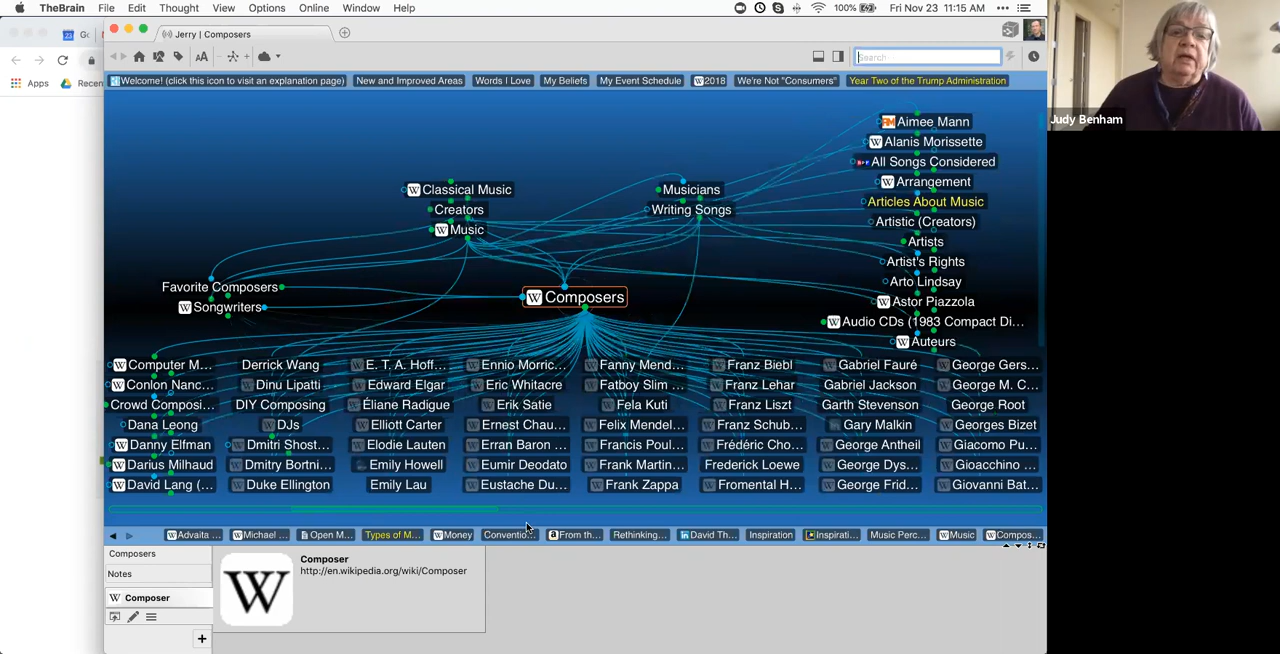 TheBrain File Edit Thought View Options Online Window Help 100% Fri Nov 23 11:15 AM
Jerry | Composers
Apps Drive Recen
AA Search
Welcome! (click this icon to visit an explanation page) New and Improved Areas Words I Love My Beliefs My Event Schedule 2018 We're Not "Consumers" Year Two of the Trump Administration
Judy Benham
Aimee Mann
Alanis Morissette
All Songs Considered
Arrangement
Articles About Music
Artistic (Creators)
Artists
Artist's Rights
Arto Lindsay
Astor Piazzola
Audio CDs (1983 Compact Di...
Auteurs
Classical Music
Creators
Music
Musicians
Writing Songs
Favorite Composers
Songwriters
Composers
Computer M... Derrick Wang E. T. A. Hoff... Ennio Morric... Fanny Mend... Franz Biebl Gabriel Fauré George Gers...
Conlon Nanc... Dinu Lipatti Edward Elgar Eric Whitacre Fatboy Slim ... Franz Lehar Gabriel Jackson George M. C...
Crowd Composi... DIY Composing Éliane Radigue Erik Satie Fela Kuti Franz Liszt Garth Stevenson George Root
Dana Leong DJs Elliott Carter Ernest Chau... Felix Mendel... Franz Schub... Gary Malkin Georges Bizet
Danny Elfman Dmitri Shost... Elodie Lauten Erran Baron ... Francis Poul... Frédéric Cho... George Antheil Giacomo Pu...
Darius Milhaud Dmitry Bortni... Emily Howell Eumir Deodato Frank Martin... Frederick Loewe George Dys... Gioacchino ...
David Lang (... Duke Ellington Emily Lau Eustache Du... Frank Zappa Fromental H... George Frid... Giovanni Bat...
Advaita ... Michael ... Open M... Types of M... Money Conventio... From th... Rethinking... David Th... Inspiration Inspirati... Music Perc... Music Compos...
Composers
Notes
Composer
Composer
http://en.wikipedia.org/wiki/Composer